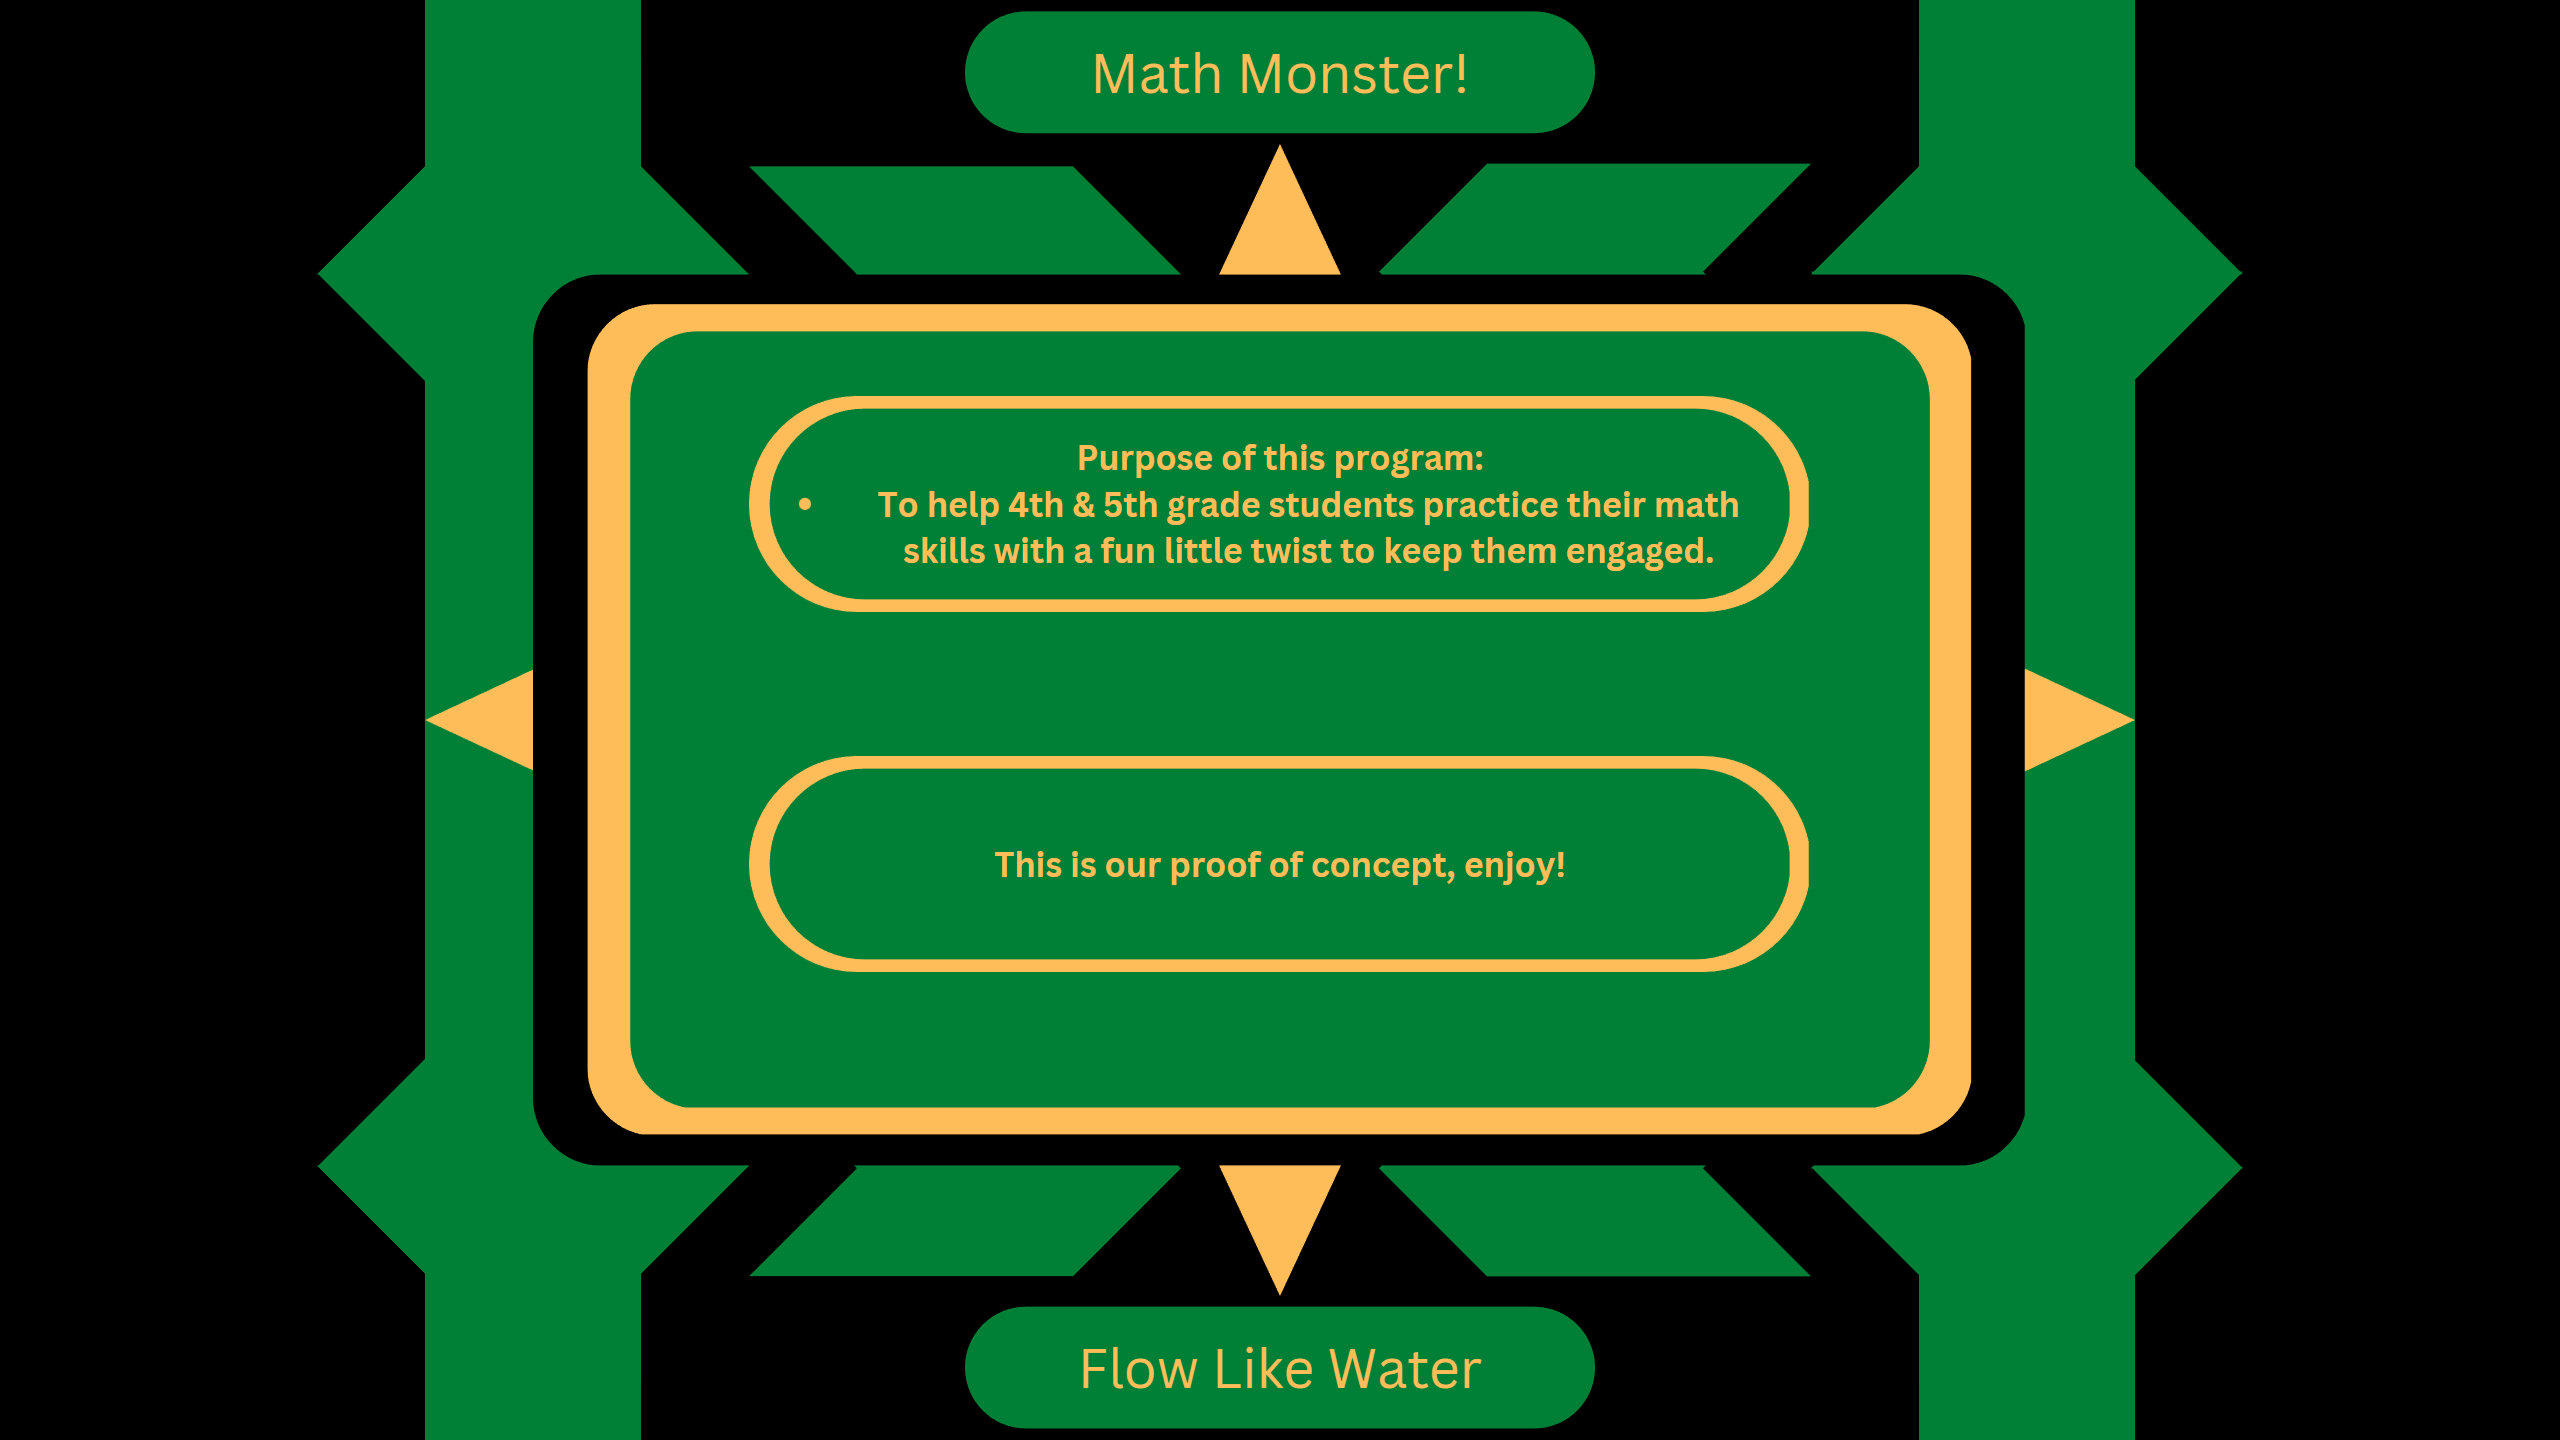 Math Monster!
Purpose of this program:
• To help 4th & 5th grade students practice their math
skills with a fun little twist to keep them engaged.
This is our proof of concept, enjoy!
Flow Like Water